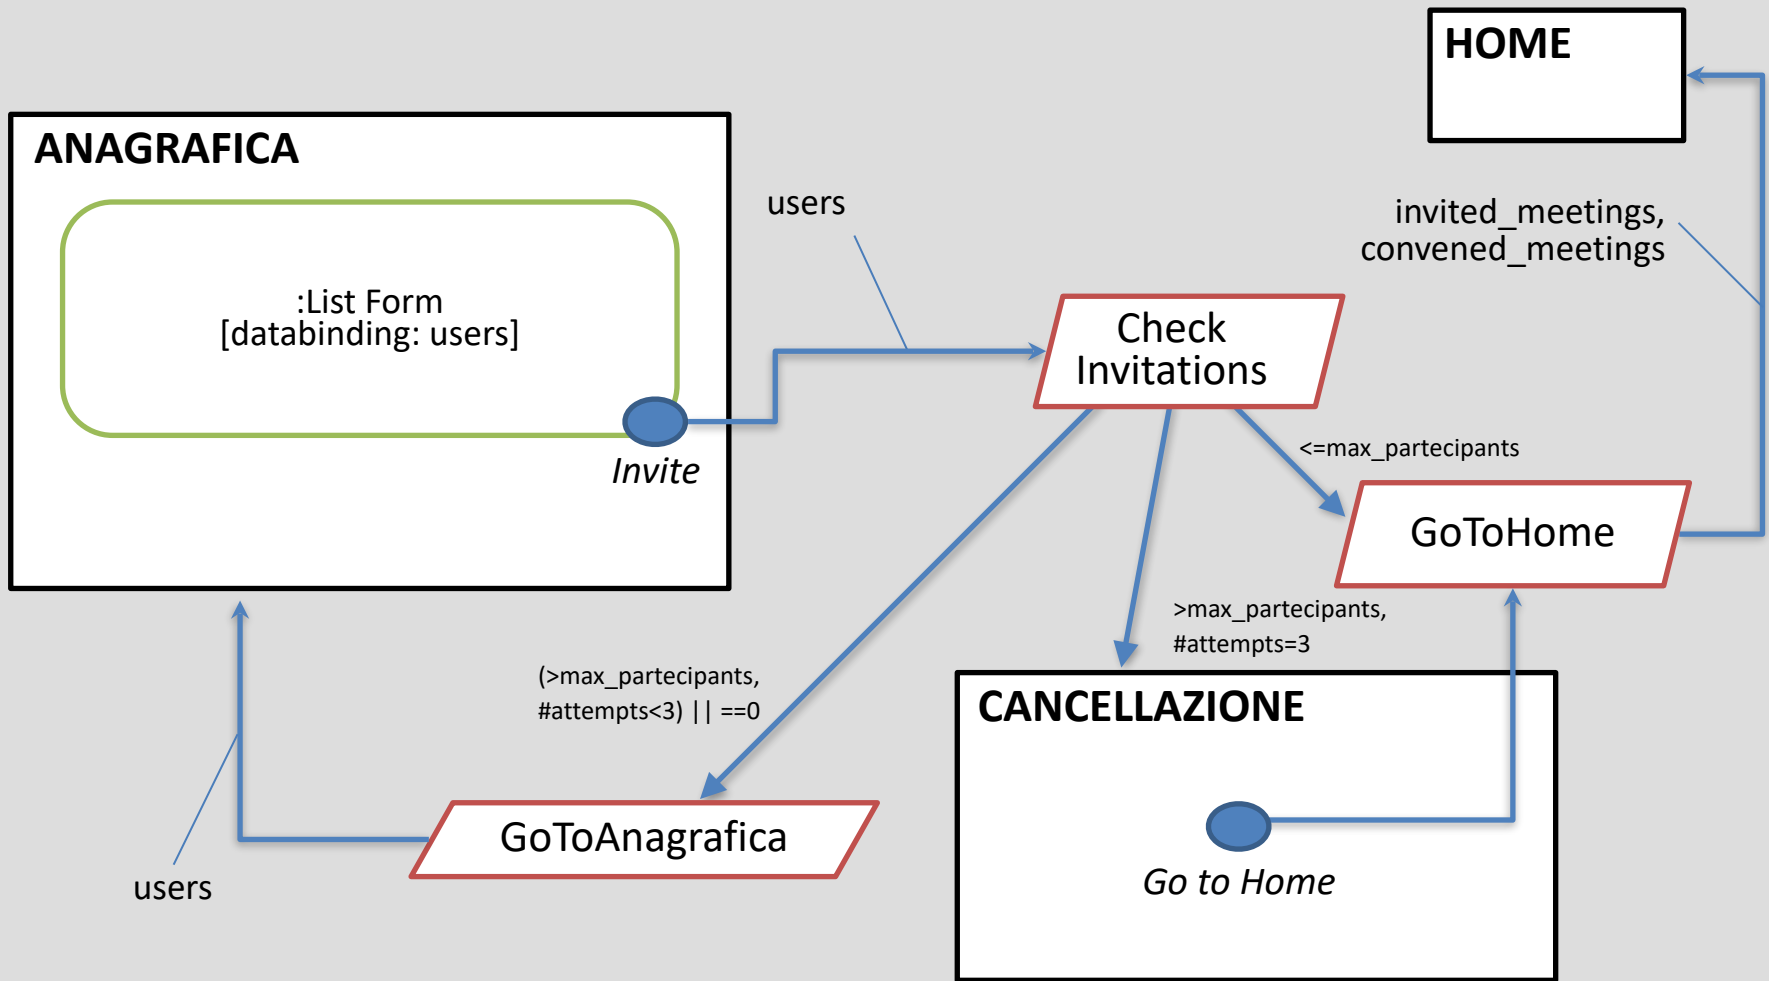 HOME
ANAGRAFICA
users
invited_meetings,
convened_meetings
:List Form
[databinding: users]
Check
Invitations
Invite
<=max_partecipants
GoToHome
>max_partecipants,
#attempts=3
(>max_partecipants,
#attempts<3) || ==0
CANCELLAZIONE
GoToAnagrafica
users
Go to Home